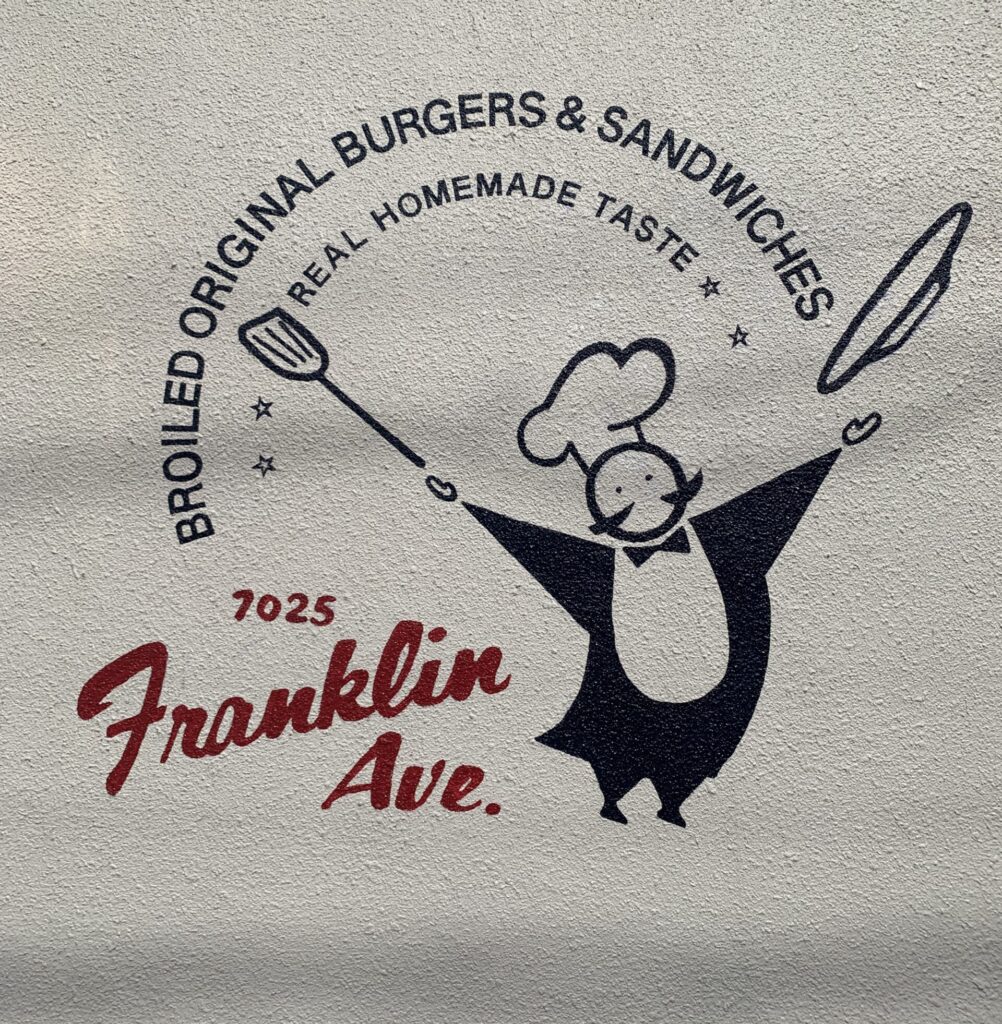 BROILED ORIGINAL BURGERS & SANDWICHES
REAL HOMEMADE TASTE
7025
Franklin
Ave.